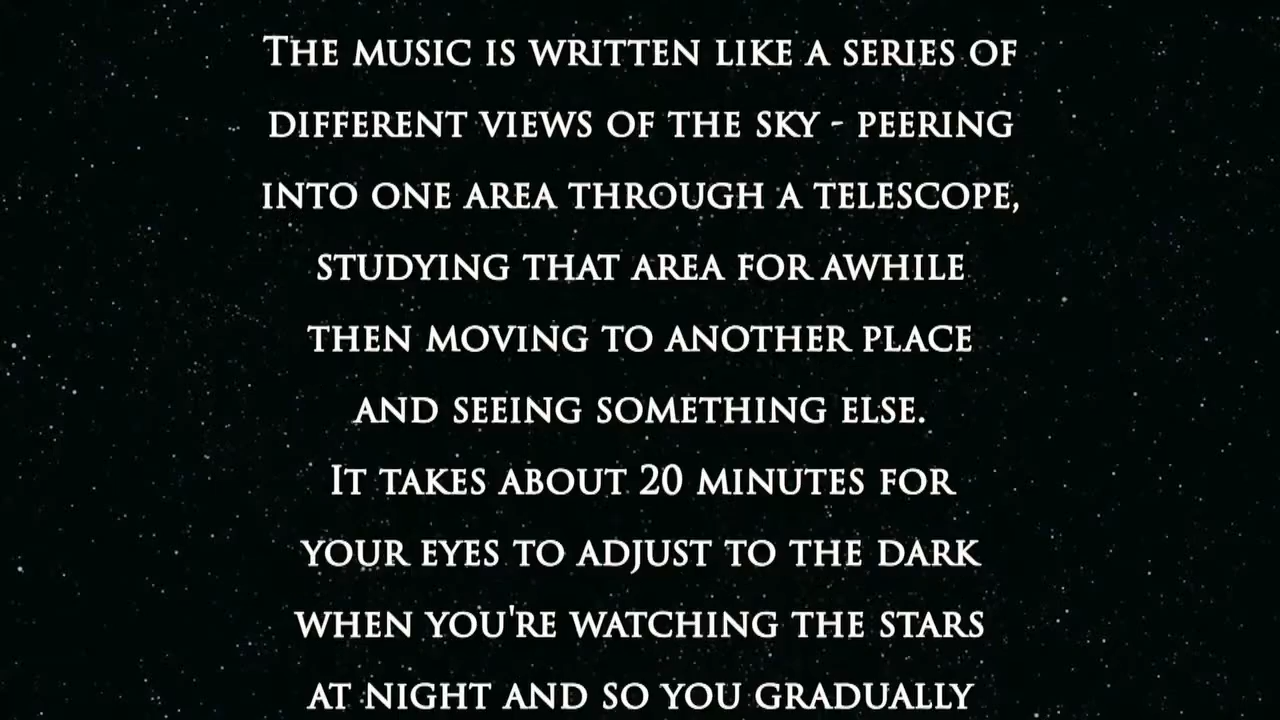 The music is written like a series of
different views of the sky - peering
into one area through a telescope,
studying that area for awhile
then moving to another place
and seeing something else.
It takes about 20 minutes for
your eyes to adjust to the dark
when you're watching the stars
at night and so you gradually